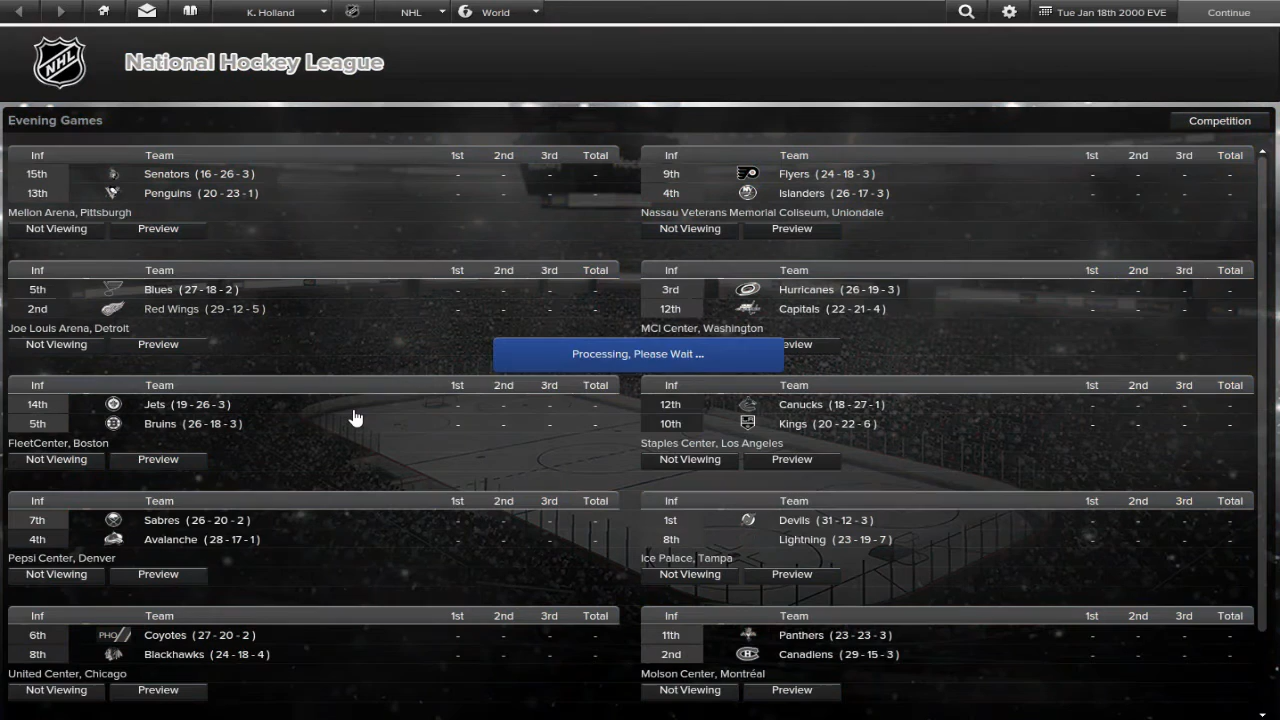 K. Holland NHL World Tue Jan 18th 2000 EVE Continue
NHL National Hockey League
Evening Games Competition
Inf Team 1st 2nd 3rd Total
15th Senators (16 - 26 - 3 ) - - - -
13th Penguins (20 - 23 - 1 ) - - - -
Mellon Arena, Pittsburgh
Not Viewing Preview
Inf Team 1st 2nd 3rd Total
9th Flyers (24 - 18 - 3 ) - - - -
4th Islanders (26 - 17 - 3 ) - - - -
Nassau Veterans Memorial Coliseum, Uniondale
Not Viewing Preview
Inf Team 1st 2nd 3rd Total
5th Blues (27 - 18 - 2 ) - - - -
2nd Red Wings (29 - 12 - 5 ) - - - -
Joe Louis Arena, Detroit
Not Viewing Preview
Inf Team 1st 2nd 3rd Total
3rd Hurricanes (26 - 19 - 3 ) - - - -
12th Capitals (22 - 21 - 4 ) - - - -
MCI Center, Washington
eview
Processing, Please Wait ...
Inf Team 1st 2nd 3rd Total
14th Jets (19 - 26 - 3 ) - - - -
5th Bruins (26 - 18 - 3 ) - - - -
FleetCenter, Boston
Not Viewing Preview
Inf Team 1st 2nd 3rd Total
12th Canucks (18 - 27 - 1 ) - - - -
10th Kings (20 - 22 - 6 ) - - - -
Staples Center, Los Angeles
Not Viewing Preview
Inf Team 1st 2nd 3rd Total
7th Sabres (26 - 20 - 2 ) - - - -
4th Avalanche (28 - 17 - 1 ) - - - -
Pepsi Center, Denver
Not Viewing Preview
Inf Team 1st 2nd 3rd Total
1st Devils (31 - 12 - 3 ) - - - -
8th Lightning (23 - 19 - 7 ) - - - -
Ice Palace, Tampa
Not Viewing Preview
Inf Team 1st 2nd 3rd Total
6th PHO Coyotes (27 - 20 - 2 ) - - - -
8th Blackhawks (24 - 18 - 4 ) - - - -
United Center, Chicago
Not Viewing Preview
Inf Team 1st 2nd 3rd Total
11th Panthers (23 - 23 - 3 ) - - - -
2nd Canadiens (29 - 15 - 3 ) - - - -
Molson Center, Montréal
Not Viewing Preview